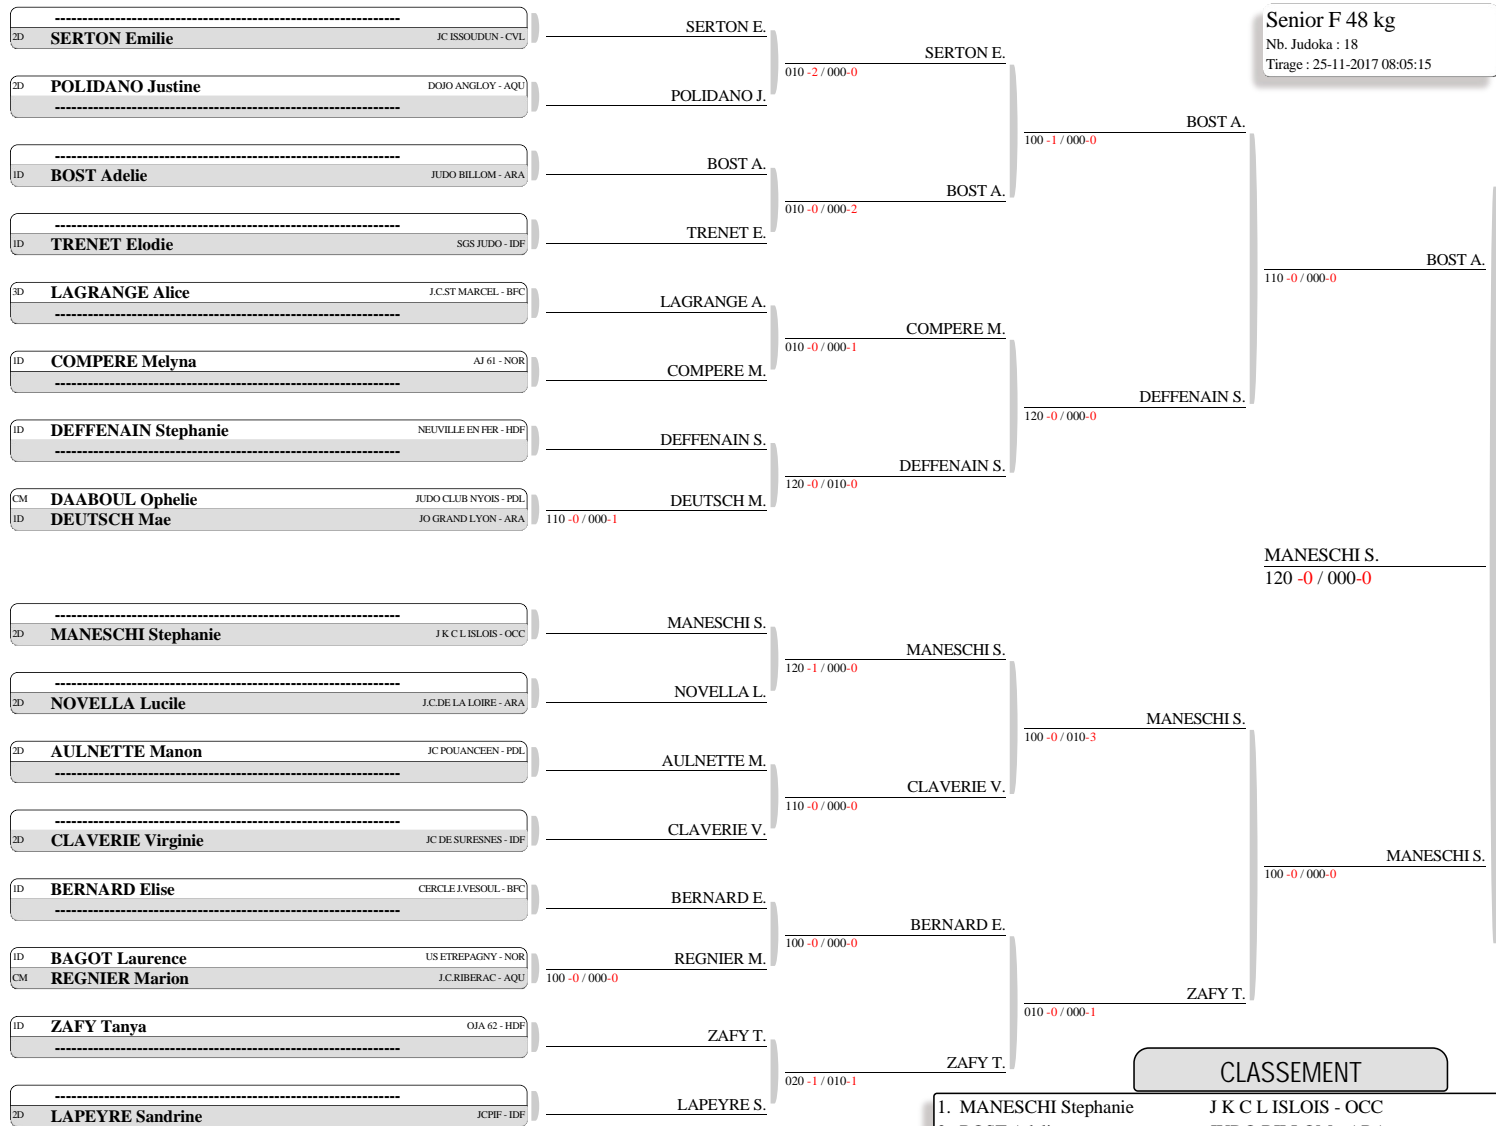 Senior F 48 kg
Nb. Judoka : 18
Tirage : 25-11-2017 08:05:15
----------------------------------------------------------------
2D SERTON Emilie JC ISSOUDUN - CVL
2D POLIDANO Justine DOJO ANGLOY - AQU
----------------------------------------------------------------
----------------------------------------------------------------
1D BOST Adelie JUDO BILLOM - ARA
----------------------------------------------------------------
1D TRENET Elodie SGS JUDO - IDF
3D LAGRANGE Alice J.C.ST MARCEL - BFC
----------------------------------------------------------------
1D COMPERE Melyna AJ 61 - NOR
----------------------------------------------------------------
1D DEFFENAIN Stephanie NEUVILLE EN FER - HDF
----------------------------------------------------------------
CM DAABOUL Ophelie JUDO CLUB NYOIS - PDL
1D DEUTSCH Mae JO GRAND LYON - ARA
----------------------------------------------------------------
2D MANESCHI Stephanie J K C L ISLOIS - OCC
----------------------------------------------------------------
2D NOVELLA Lucile J.C.DE LA LOIRE - ARA
2D AULNETTE Manon JC POUANCEEN - PDL
----------------------------------------------------------------
----------------------------------------------------------------
2D CLAVERIE Virginie JC DE SURESNES - IDF
1D BERNARD Elise CERCLE J.VESOUL - BFC
----------------------------------------------------------------
1D BAGOT Laurence US ETREPAGNY - NOR
CM REGNIER Marion J.C.RIBERAC - AQU
1D ZAFY Tanya OJA 62 - HDF
----------------------------------------------------------------
----------------------------------------------------------------
2D LAPEYRE Sandrine JCPIF - IDF
SERTON E.
POLIDANO J.
BOST A.
TRENET E.
LAGRANGE A.
COMPERE M.
DEFFENAIN S.
DEUTSCH M.
110 -0 / 000-1
MANESCHI S.
NOVELLA L.
AULNETTE M.
CLAVERIE V.
BERNARD E.
REGNIER M.
100 -0 / 000-0
ZAFY T.
LAPEYRE S.
SERTON E.
010 -2 / 000-0
BOST A.
010 -0 / 000-2
COMPERE M.
010 -0 / 000-1
DEFFENAIN S.
120 -0 / 010-0
MANESCHI S.
120 -1 / 000-0
CLAVERIE V.
110 -0 / 000-0
BERNARD E.
100 -0 / 000-0
ZAFY T.
020 -1 / 010-1
BOST A.
100 -1 / 000-0
DEFFENAIN S.
120 -0 / 000-0
MANESCHI S.
100 -0 / 010-3
ZAFY T.
010 -0 / 000-1
BOST A.
110 -0 / 000-0
MANESCHI S.
100 -0 / 000-0
MANESCHI S.
120 -0 / 000-0
CLASSEMENT
1. MANESCHI Stephanie J K C L ISLOIS - OCC